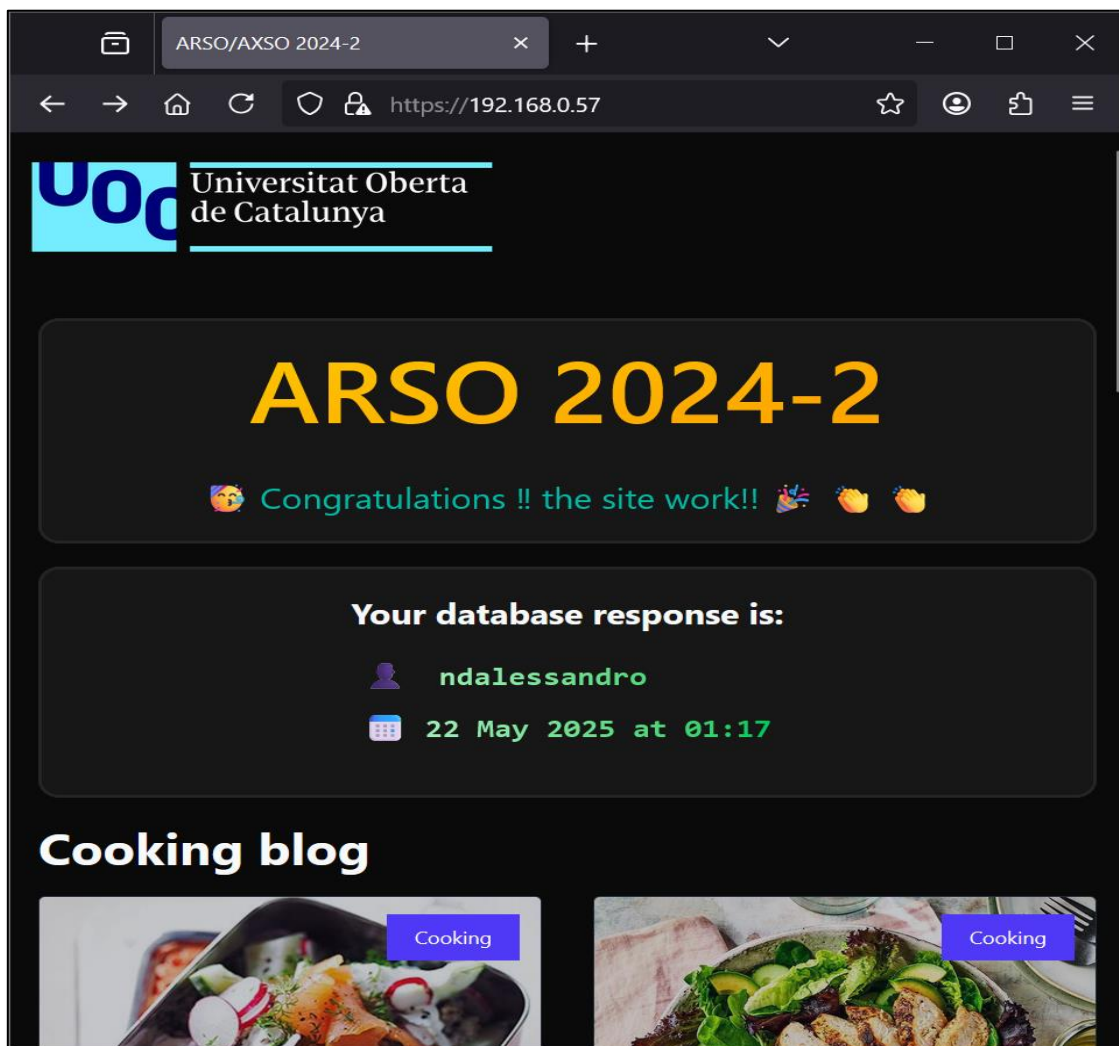 ARSO/AXSO 2024-2
https://192.168.0.57
UOC
Universitat Oberta
de Catalunya
ARSO 2024-2
Congratulations !! the site work!!
Your database response is:
ndalessandro
22 May 2025 at 01:17
Cooking blog
Cooking
Cooking